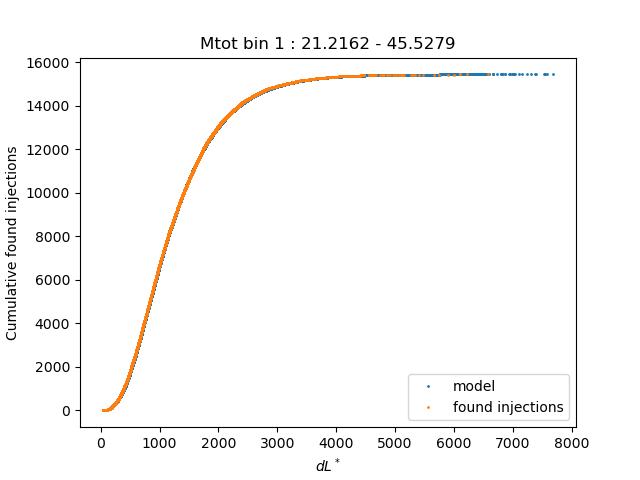 Mtot bin 1 : 21.2162 - 45.5279
Cumulative found injections
16000
14000
12000
10000
8000
6000
4000
2000
0
0 1000 2000 3000 4000 5000 6000 7000 8000
dL*
model
found injections